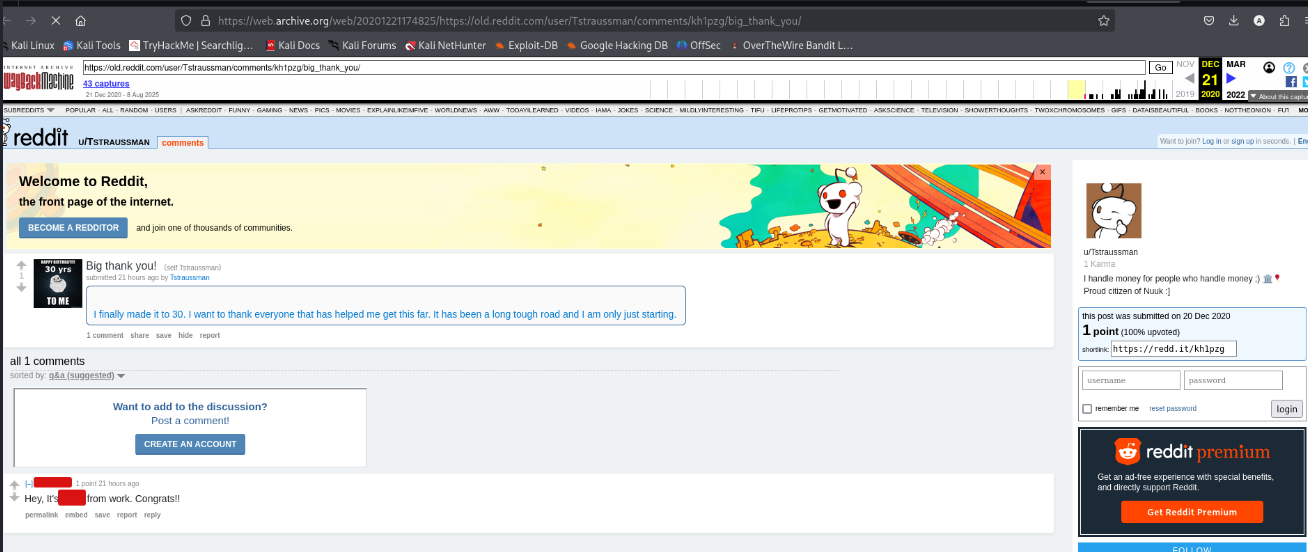 https://web.archive.org/web/20201221174825/https://old.reddit.com/user/Tstraussman/comments/kh1pzg/big_thank_you/
Kali Linux Kali Tools TryHackMe | Searchlig… Kali Docs Kali Forums Kali NetHunter Exploit-DB Google Hacking DB OffSec OverTheWire Bandit L…
INTERNET ARCHIVE
WayBackMachine
https://old.reddit.com/user/Tstraussman/comments/kh1pzg/big_thank_you/
Go
NOV DEC MAR
43 captures
21
21 Dec 2020 - 8 Aug 2025
2019 2020 2022
About this captu
SUBREDDITS POPULAR - ALL - RANDOM - USERS | ASKREDDIT - FUNNY - GAMING - NEWS - PICS - MOVIES - EXPLAINLIKEIMFIVE - WORLDNEWS - AWW - TODAYILEARNED - VIDEOS - IAMA - JOKES - SCIENCE - MILDLYINTERESTING - TIFU - LIFEPROTIPS - GETMOTIVATED - ASKSCIENCE - TELEVISION - SHOWERTHOUGHTS - TWOXCHROMOSOMES - GIFS - DATAISBEAUTIFUL - BOOKS - NOTTHEONION - FUT MO
reddit u/TSTRAUSSMAN comments
Want to join? Log in or sign up in seconds. | En
Welcome to Reddit,
the front page of the internet.
BECOME A REDDITOR and join one of thousands of communities.
HAPPY BIRTHDAY
30 yrs
TO ME
1
Big thank you! (self.Tstraussman)
submitted 21 hours ago by Tstraussman
I finally made it to 30. I want to thank everyone that has helped me get this far. It has been a long tough road and I am only just starting.
1 comment share save hide report
all 1 comments
sorted by: q&a (suggested)
Want to add to the discussion?
Post a comment!
CREATE AN ACCOUNT
[–] 1 point 21 hours ago
Hey, It's from work. Congrats!!
permalink embed save report reply
u/Tstraussman
1 Karma
I handle money for people who handle money ;) 🏛️🎈
Proud citizen of Nuuk :]
this post was submitted on 20 Dec 2020
1 point (100% upvoted)
shortlink: https://redd.it/kh1pzg
username password
remember me reset password login
reddit premium
Get an ad-free experience with special benefits,
and directly support Reddit.
Get Reddit Premium
FOLLOW